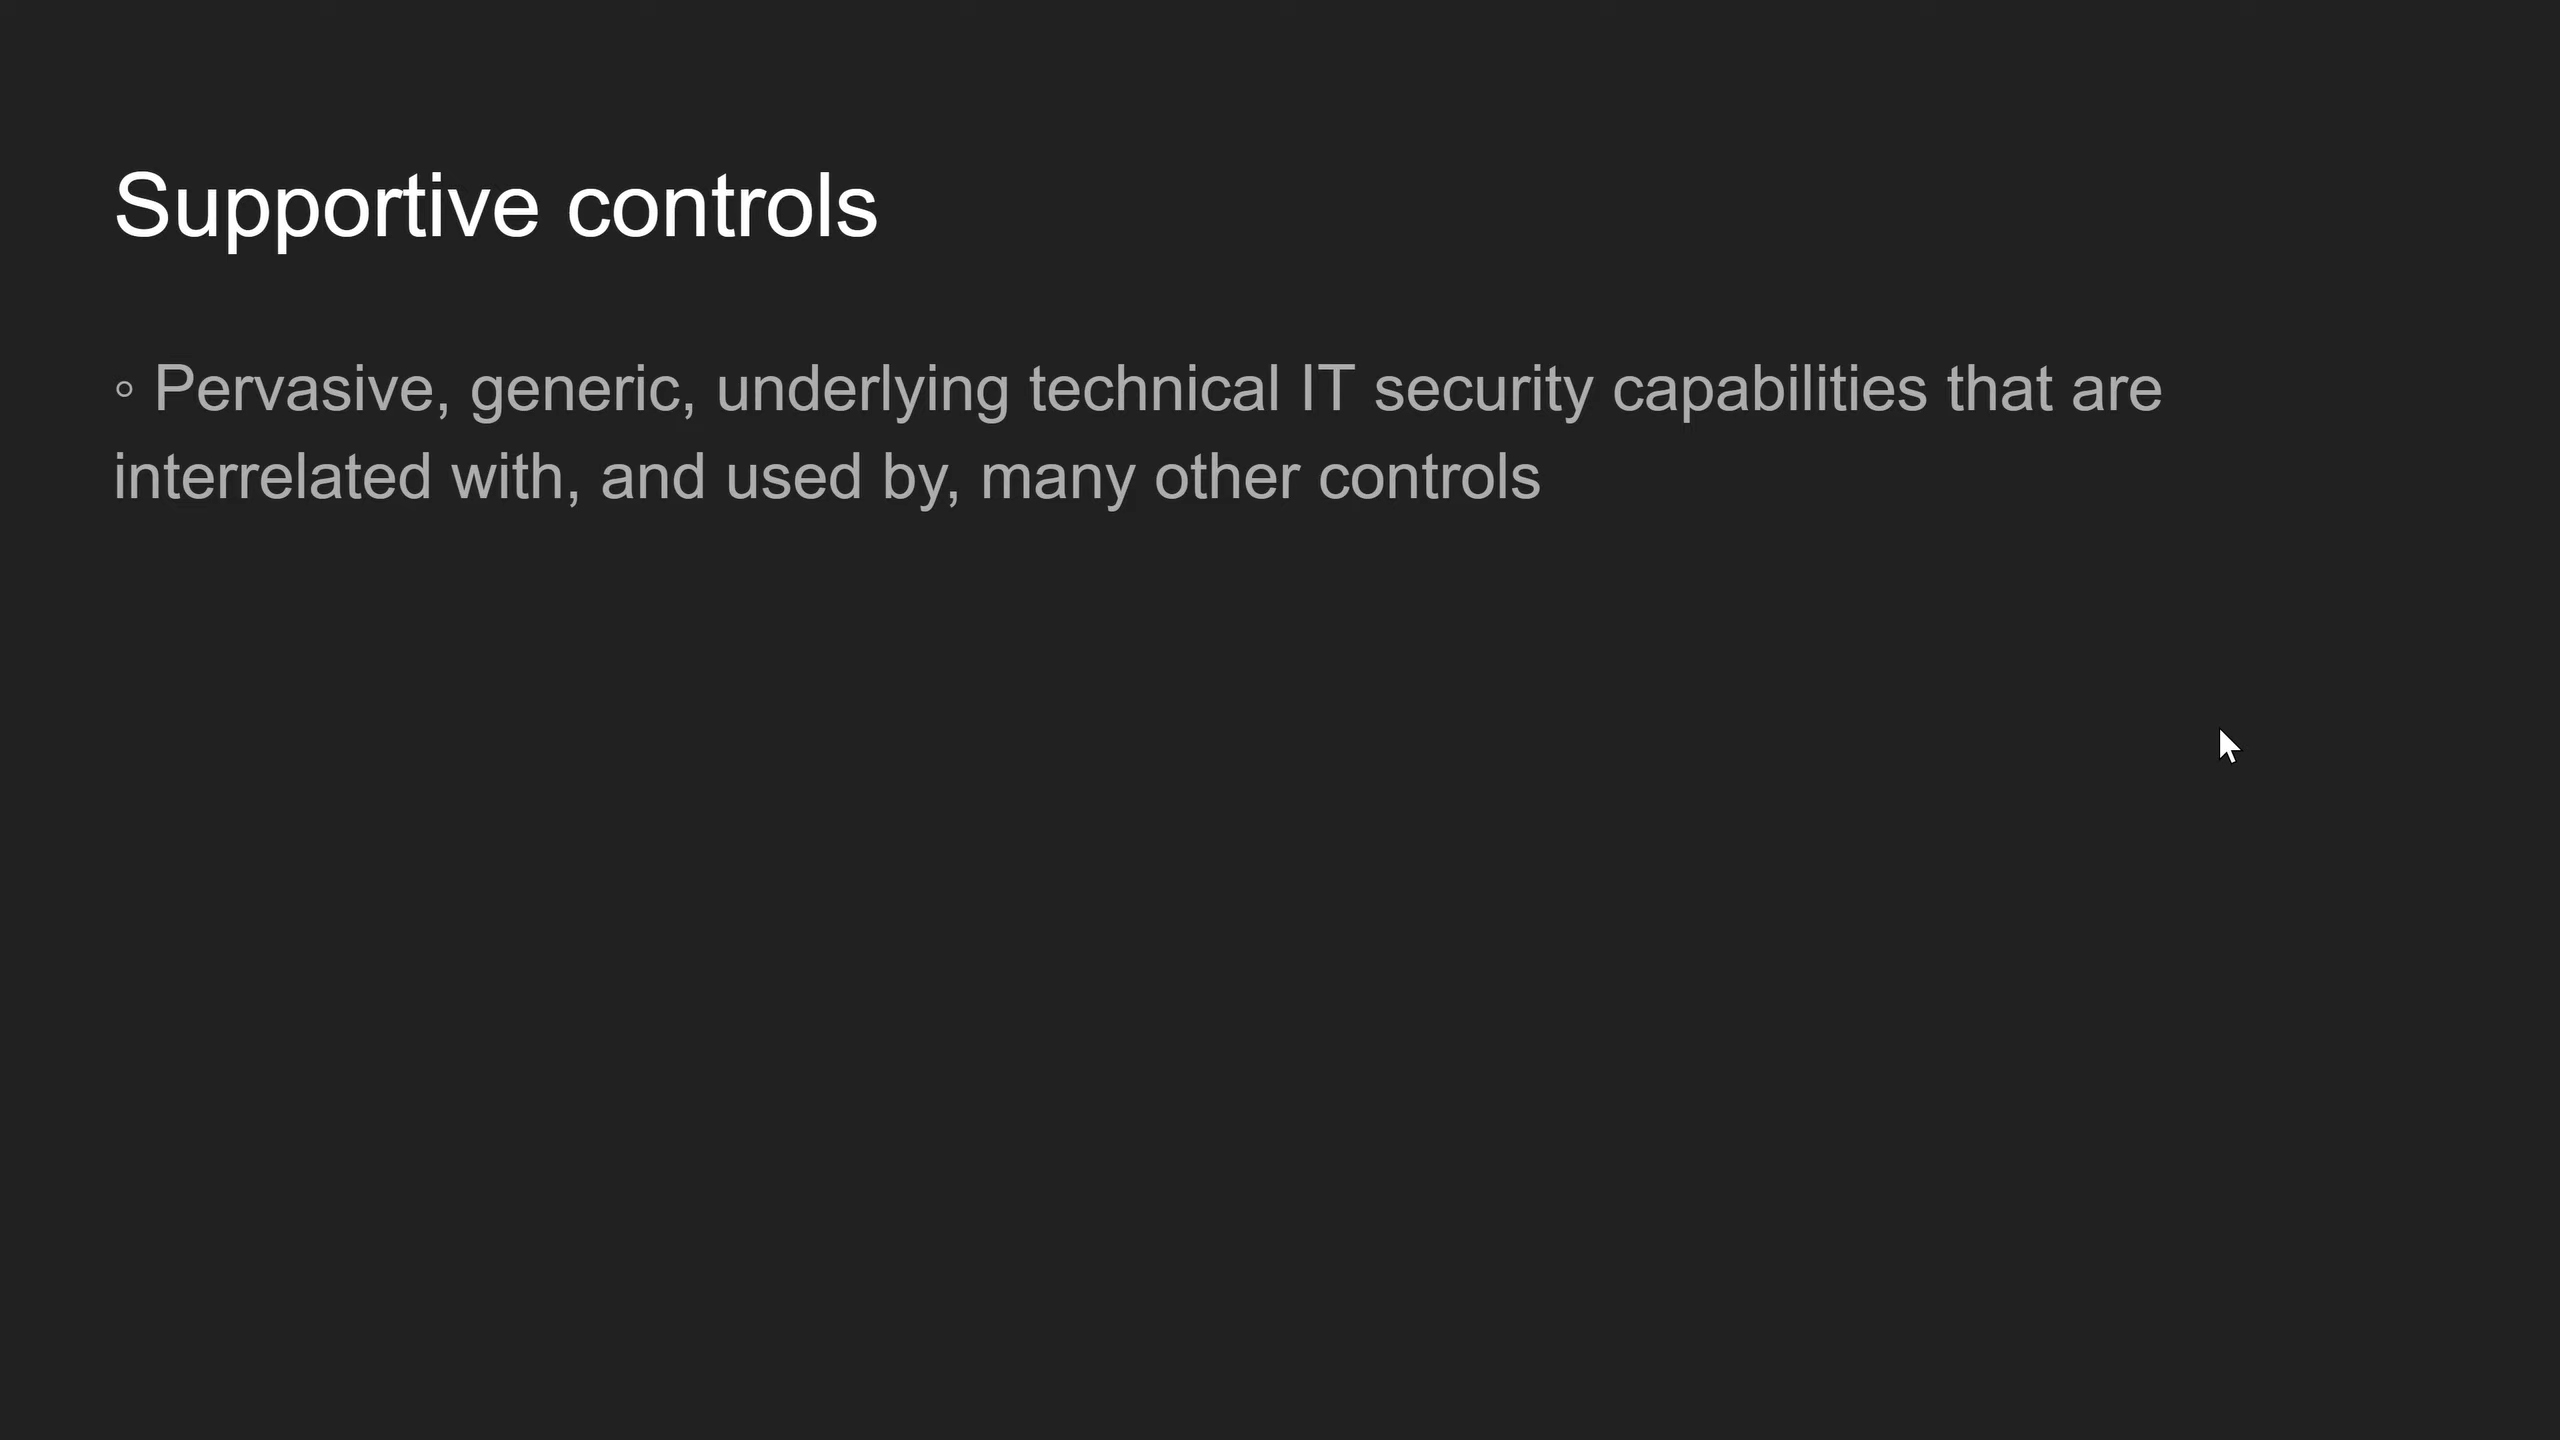 Supportive controls
◦ Pervasive, generic, underlying technical IT security capabilities that are
interrelated with, and used by, many other controls